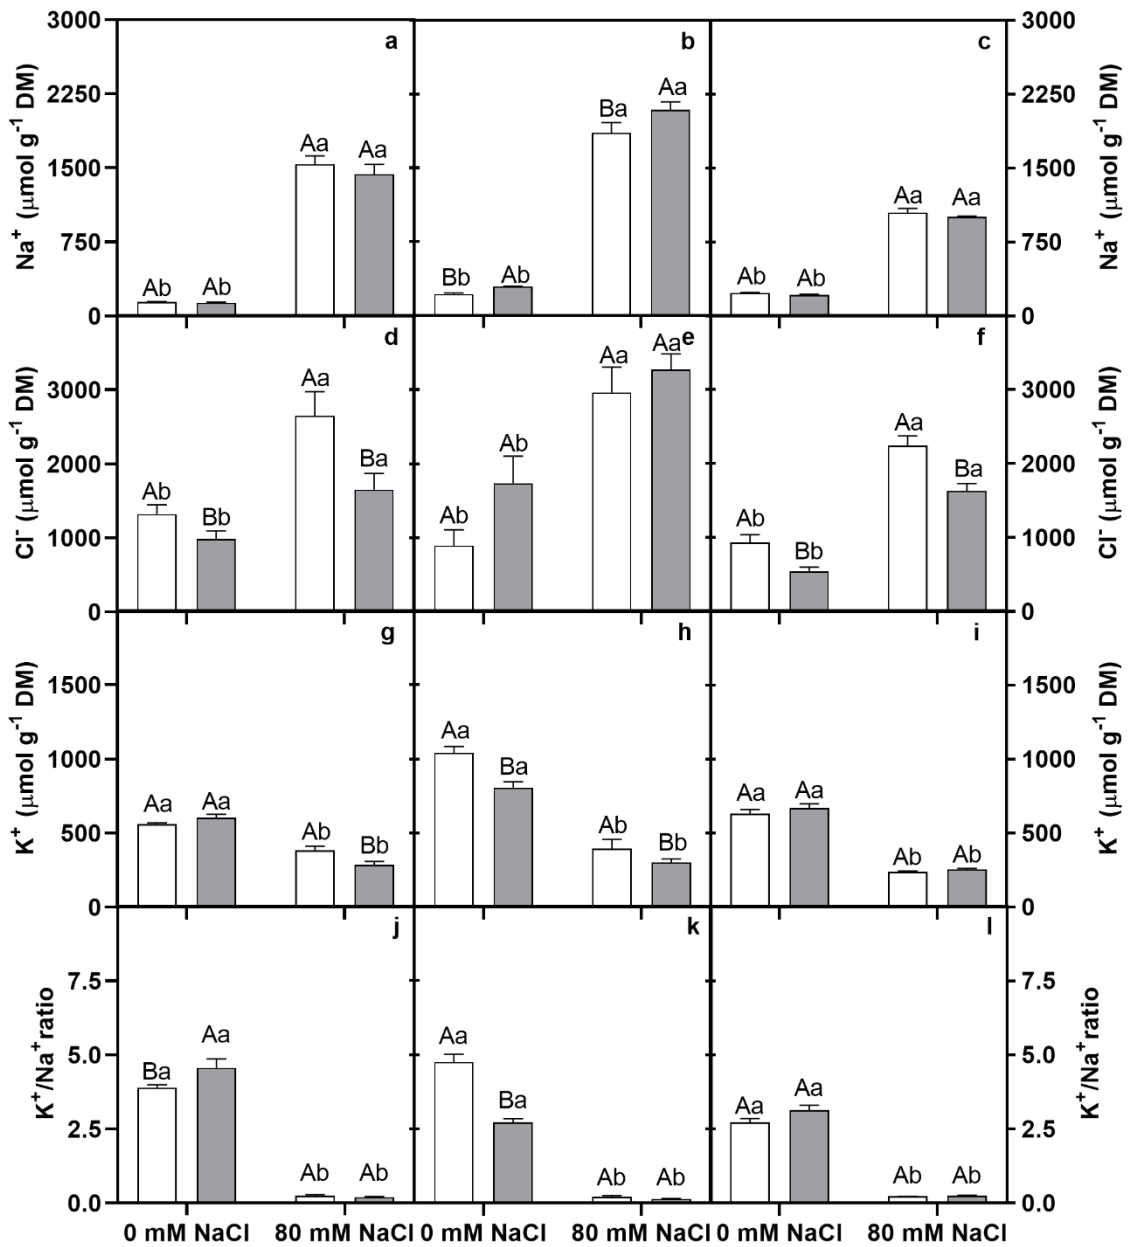 3000 a b c 3000
2250 Aa Aa Ba Aa 2250
1500 Aa Aa 1500
750 750
Ab Ab Bb Ab Ab Ab
0 0
Na⁺ (μmol g⁻¹ DM)
Na⁺ (μmol g⁻¹ DM)
d e f
3000 Aa Aa Aa 3000
2000 Ba Ab Aa Ba 2000
1000 Ab Bb Ab Ab Bb 1000
0 0
Cl⁻ (μmol g⁻¹ DM)
Cl⁻ (μmol g⁻¹ DM)
g h i
1500 1500
1000 Aa Ba 1000
500 Aa Aa Ab Bb Ab Bb Aa Aa Ab Ab 500
0 0
K⁺ (μmol g⁻¹ DM)
K⁺ (μmol g⁻¹ DM)
j k l
7.5 7.5
5.0 Ba Aa Aa 5.0
2.5 Ba Aa Aa 2.5
0.0 Ab Ab Ab Ab Ab Ab 0.0
K⁺/Na⁺ratio
K⁺/Na⁺ratio
0 mM NaCl 80 mM NaCl 0 mM NaCl 80 mM NaCl 0 mM NaCl 80 mM NaCl